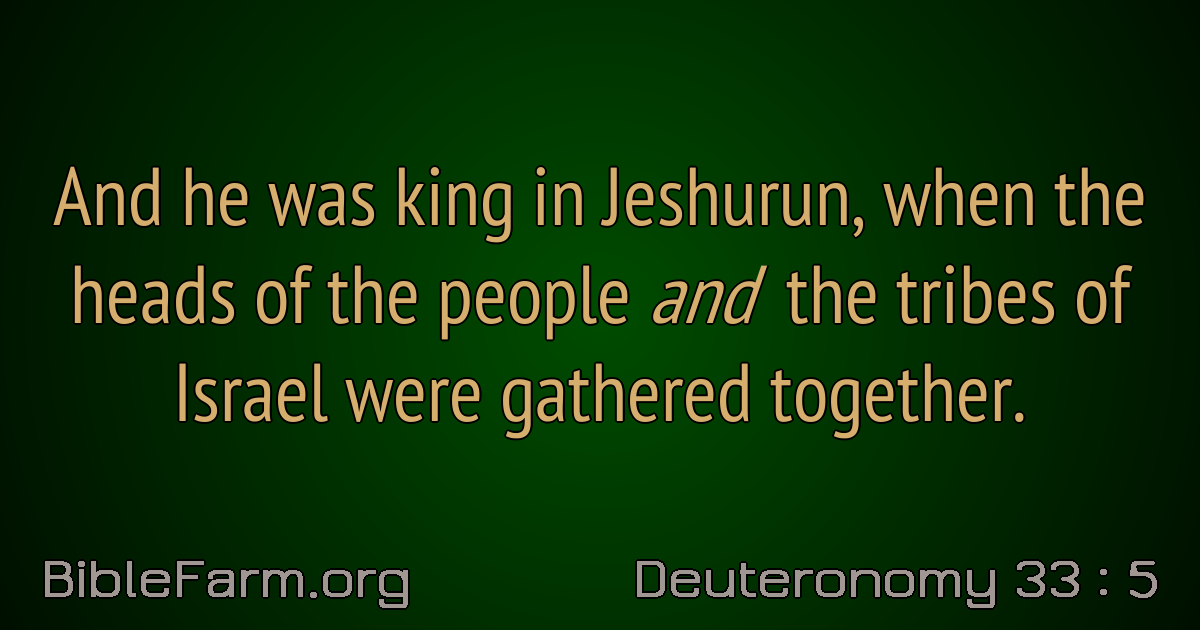 And he was king in Jeshurun, when the
heads of the people and the tribes of
Israel were gathered together.
BibleFarm.org
Deuteronomy 33 : 5